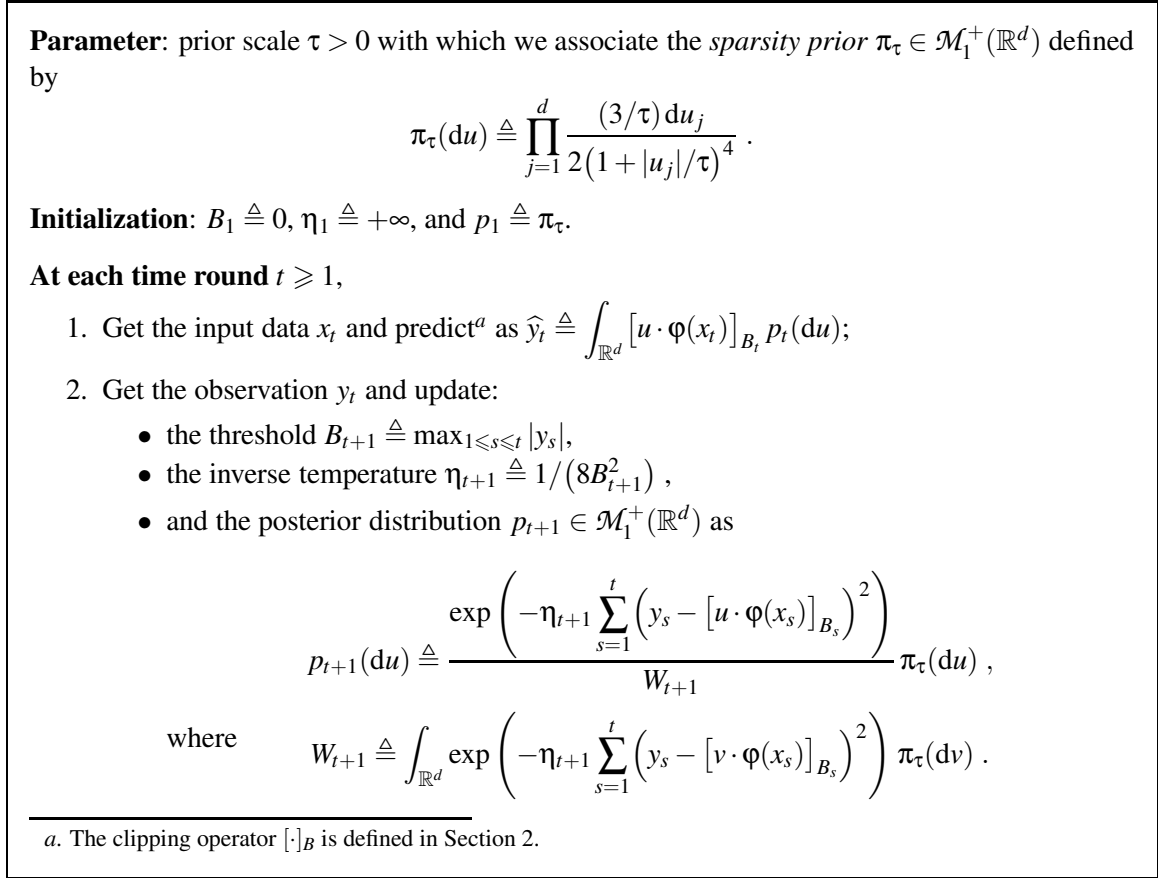 Parameter: prior scale τ > 0 with which we associate the sparsity prior π_τ ∈ ℳ₁⁺(ℝ^d) defined
by
π_τ(du) ≜ ∏_{j=1}^{d} (3/τ) du_j / 2(1 + |u_j|/τ)^4 .
Initialization: B_1 ≜ 0, η_1 ≜ +∞, and p_1 ≜ π_τ.
At each time round t ⩾ 1,
1. Get the input data x_t and predict^a as ŷ_t ≜ ∫_{ℝ^d} [u · φ(x_t)]_{B_t} p_t(du);
2. Get the observation y_t and update:
• the threshold B_{t+1} ≜ max_{1⩽s⩽t} |y_s|,
• the inverse temperature η_{t+1} ≜ 1/(8B²_{t+1}) ,
• and the posterior distribution p_{t+1} ∈ ℳ₁⁺(ℝ^d) as
p_{t+1}(du) ≜ exp(−η_{t+1} ∑_{s=1}^{t} (y_s − [u · φ(x_s)]_{B_s})²) / W_{t+1} π_τ(du) ,
where W_{t+1} ≜ ∫_{ℝ^d} exp(−η_{t+1} ∑_{s=1}^{t} (y_s − [v · φ(x_s)]_{B_s})²) π_τ(dv) .
a. The clipping operator [·]_B is defined in Section 2.